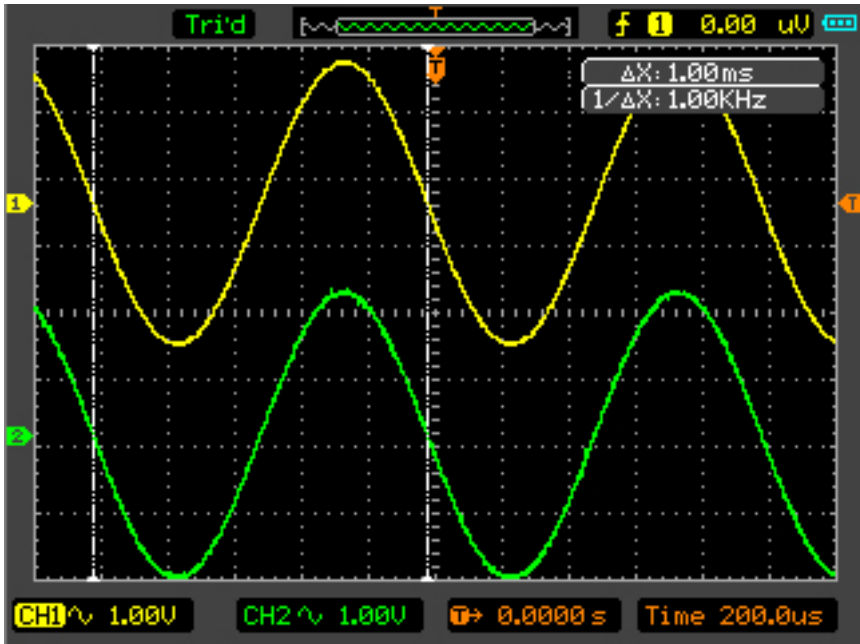 Tri'd T ƒ 1 0.00 uV
T
ΔX: 1.00ms
1/ΔX: 1.00KHz
1 T
2
CH1 ∿ 1.00V CH2 ∿ 1.00V T→ 0.0000 s Time 200.0us